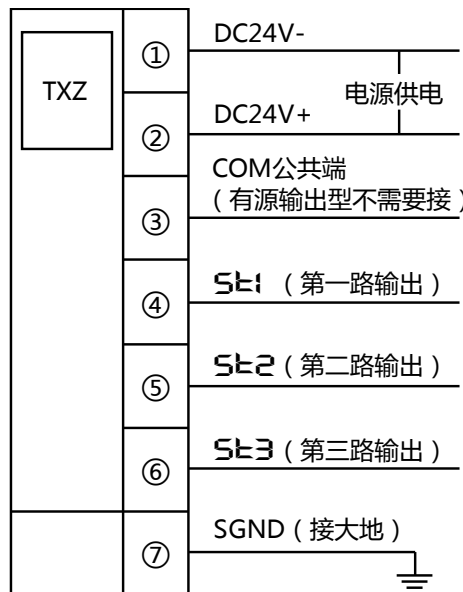 TXZ
①
DC24V-
电源供电
②
DC24V+
COM公共端
（有源输出型不需要接）
③
④
St1（第一路输出）
⑤
St2（第二路输出）
⑥
St3（第三路输出）
⑦
SGND（接大地）